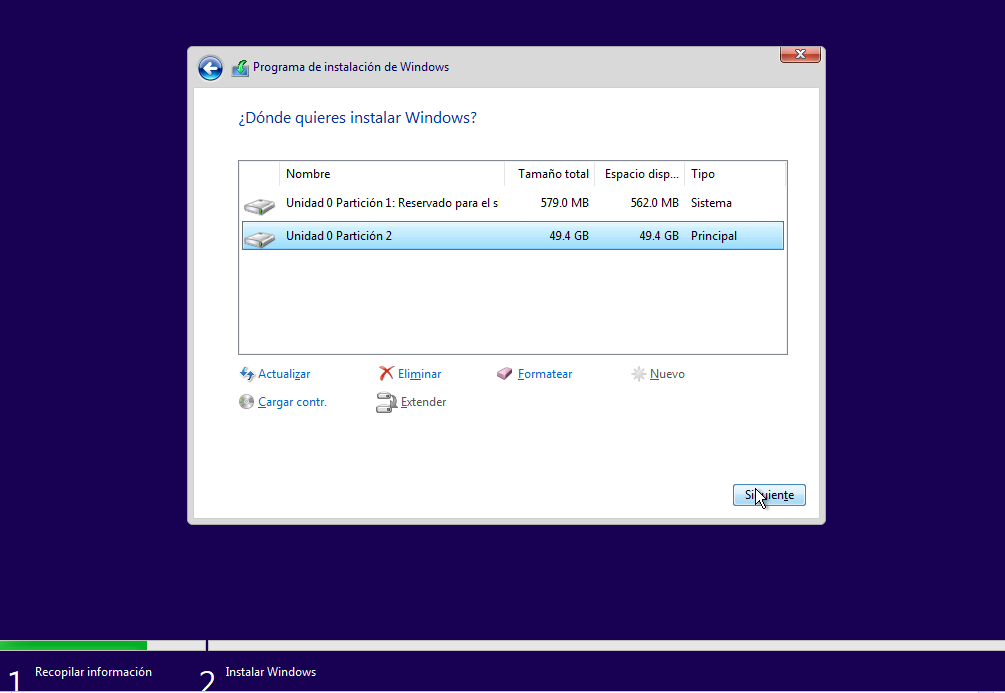 Programa de instalación de Windows
¿Dónde quieres instalar Windows?
Nombre Tamaño total Espacio disp... Tipo
Unidad 0 Partición 1: Reservado para el s 579.0 MB 562.0 MB Sistema
Unidad 0 Partición 2 49.4 GB 49.4 GB Principal
Actualizar Eliminar Formatear Nuevo
Cargar contr. Extender
Siguiente
1 Recopilar información 2 Instalar Windows